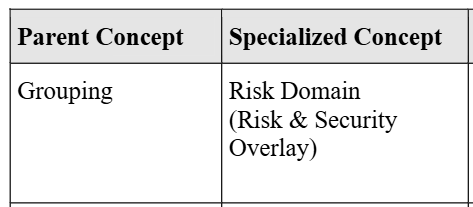 Parent Concept
Specialized Concept
Grouping
Risk Domain
(Risk & Security
Overlay)